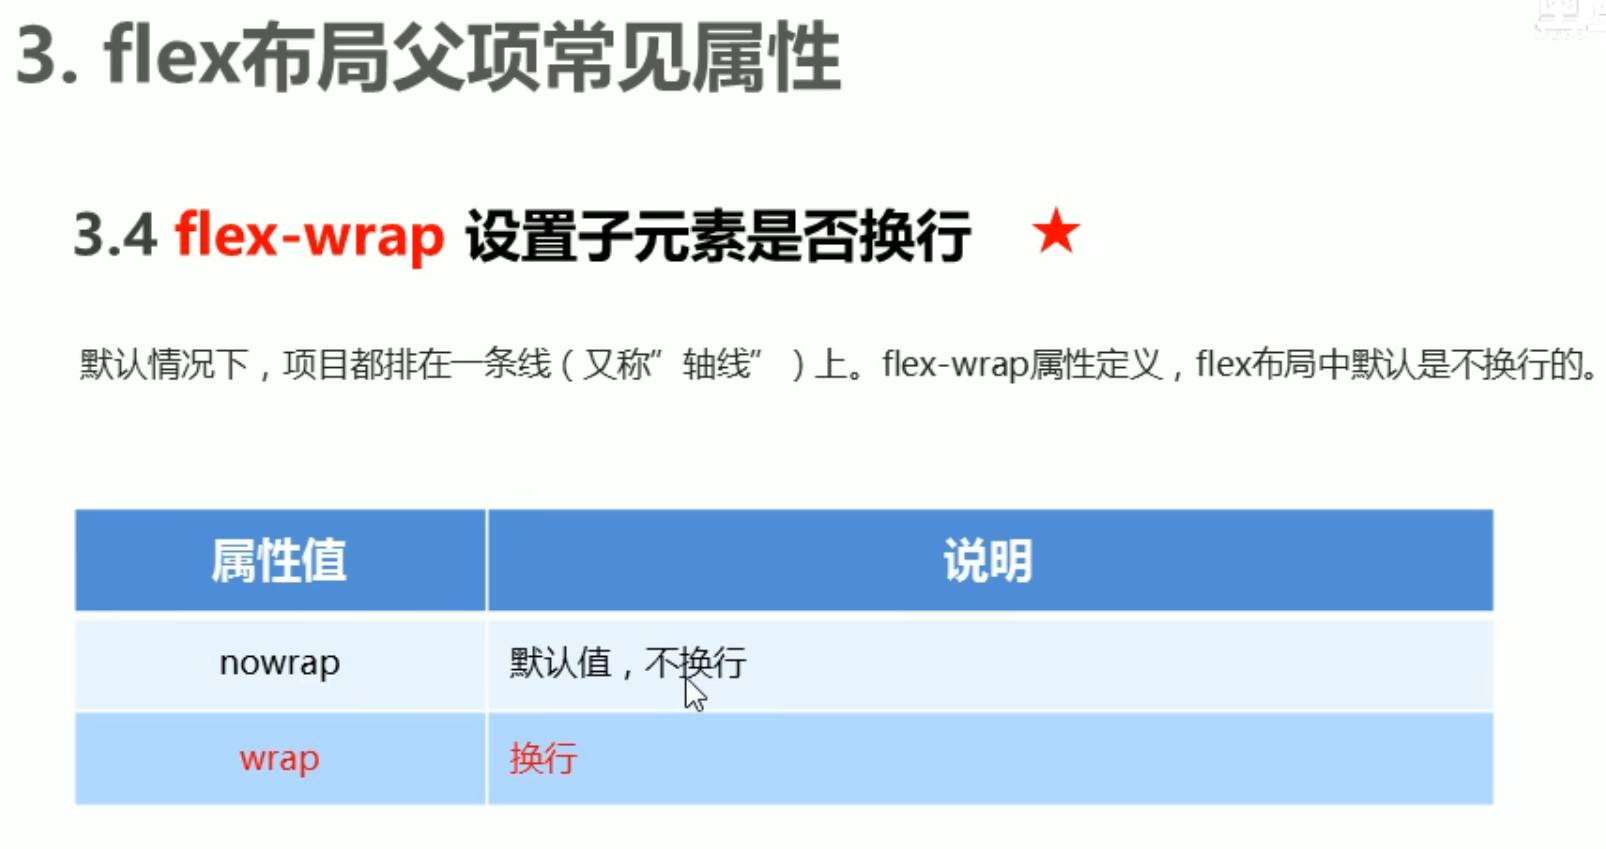 3. flex布局父项常见属性
3.4 flex-wrap 设置子元素是否换行 ★
默认情况下，项目都排在一条线（又称”轴线”）上。flex-wrap属性定义，flex布局中默认是不换行的。
属性值 说明
nowrap 默认值，不换行
wrap 换行